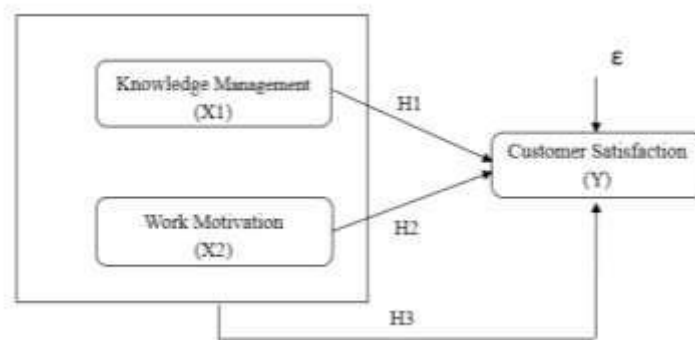 Knowledge Management
(X1)
H1
ε
Customer Satisfaction
(Y)
Work Motivation
(X2)
H2
H3